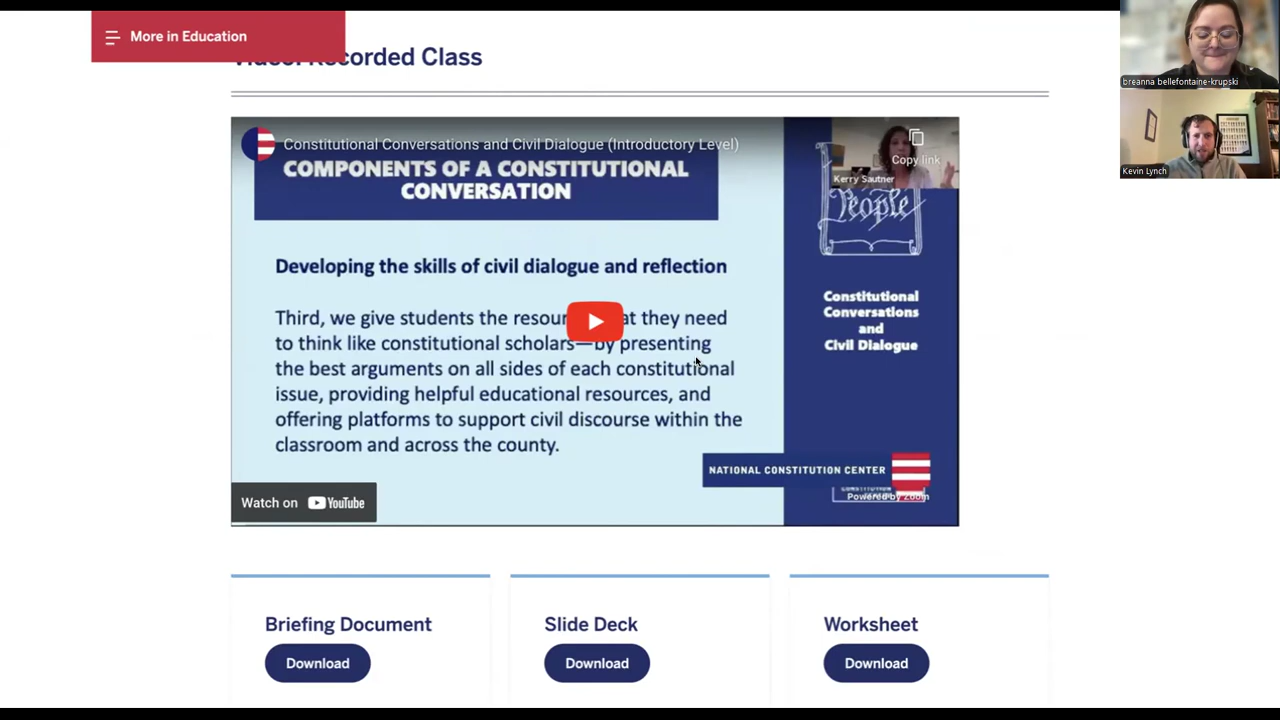 More in Education
Recorded Class
Constitutional Conversations and Civil Dialogue (Introductory Level)
COMPONENTS OF A CONSTITUTIONAL
CONVERSATION
Copy link
Kerry Sautner
People
Developing the skills of civil dialogue and reflection
Third, we give students the resour at they need
to think like constitutional scholars—by presenting
the best arguments on all sides of each constitutional
issue, providing helpful educational resources, and
offering platforms to support civil discourse within the
classroom and across the county.
Constitutional
Conversations
and
Civil Dialogue
NATIONAL CONSTITUTION CENTER
Powered by Zoom
Watch on YouTube
Briefing Document
Download
Slide Deck
Download
Worksheet
Download
breanna bellefontaine-krupski
Kevin Lynch